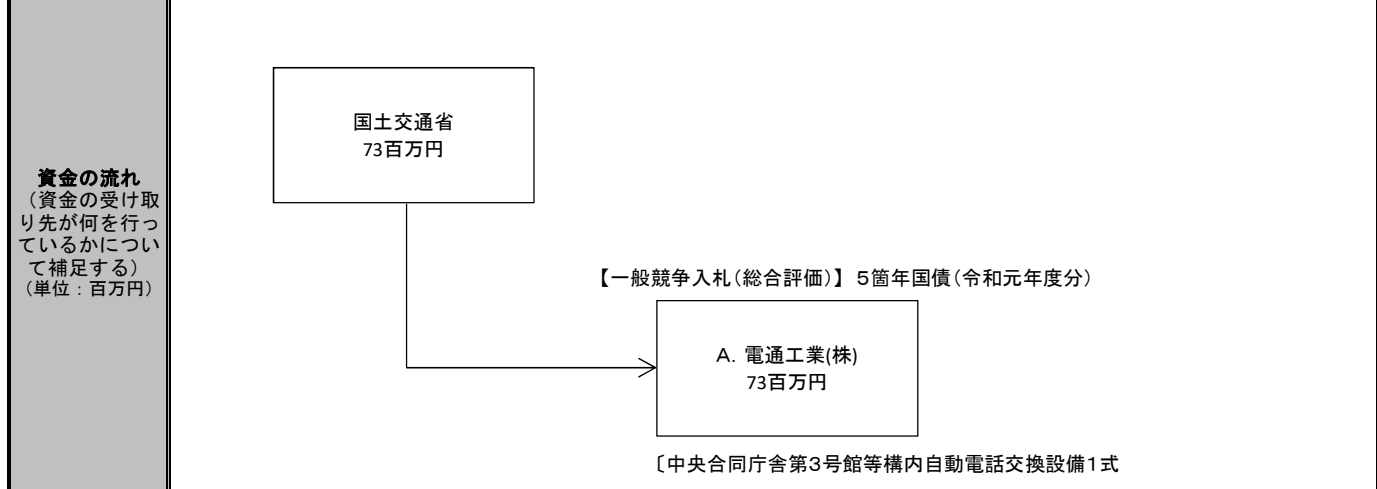 資金の流れ
(資金の受け取
り先が何を行っ
ているかについ
て補足する)
(単位:百万円)
国土交通省
73百万円
【一般競争入札(総合評価)】 5箇年国債(令和元年度分)
A. 電通工業(株)
73百万円
〔中央合同庁舎第3号館等構内自動電話交換設備1式